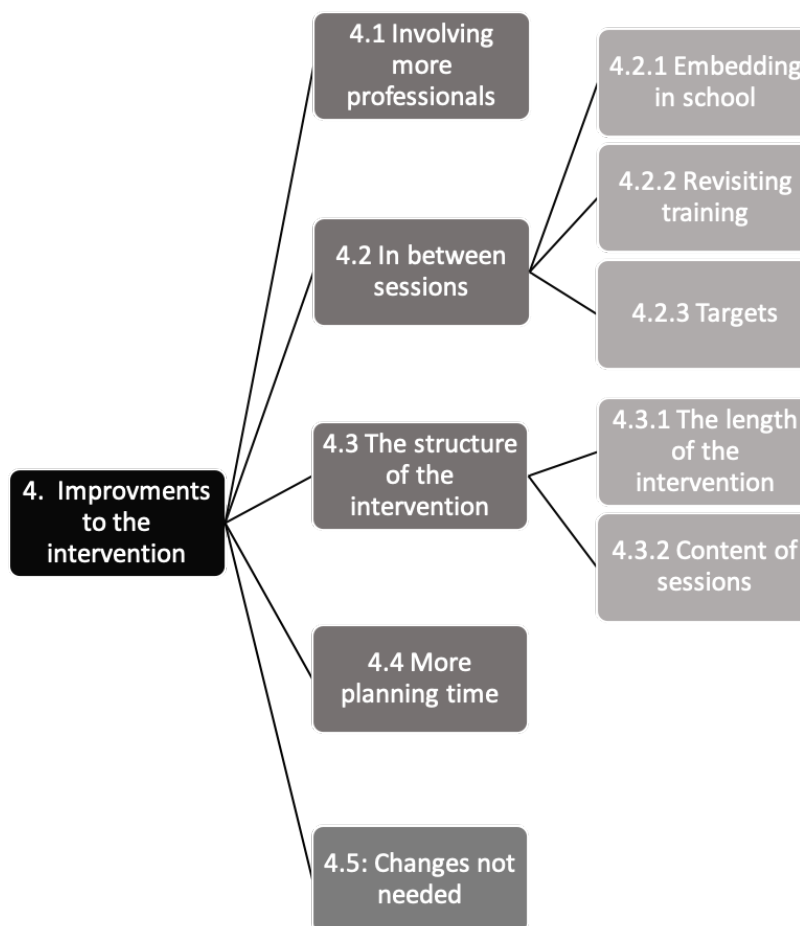 4.1 Involving
more
professionals
4.2.1 Embedding
in school
4.2.2 Revisiting
training
4.2 In between
sessions
4.2.3 Targets
4.3 The structure
of the
intervention
4.3.1 The length
of the
intervention
4. Improvments
to the
intervention
4.3.2 Content of
sessions
4.4 More
planning time
4.5: Changes not
needed